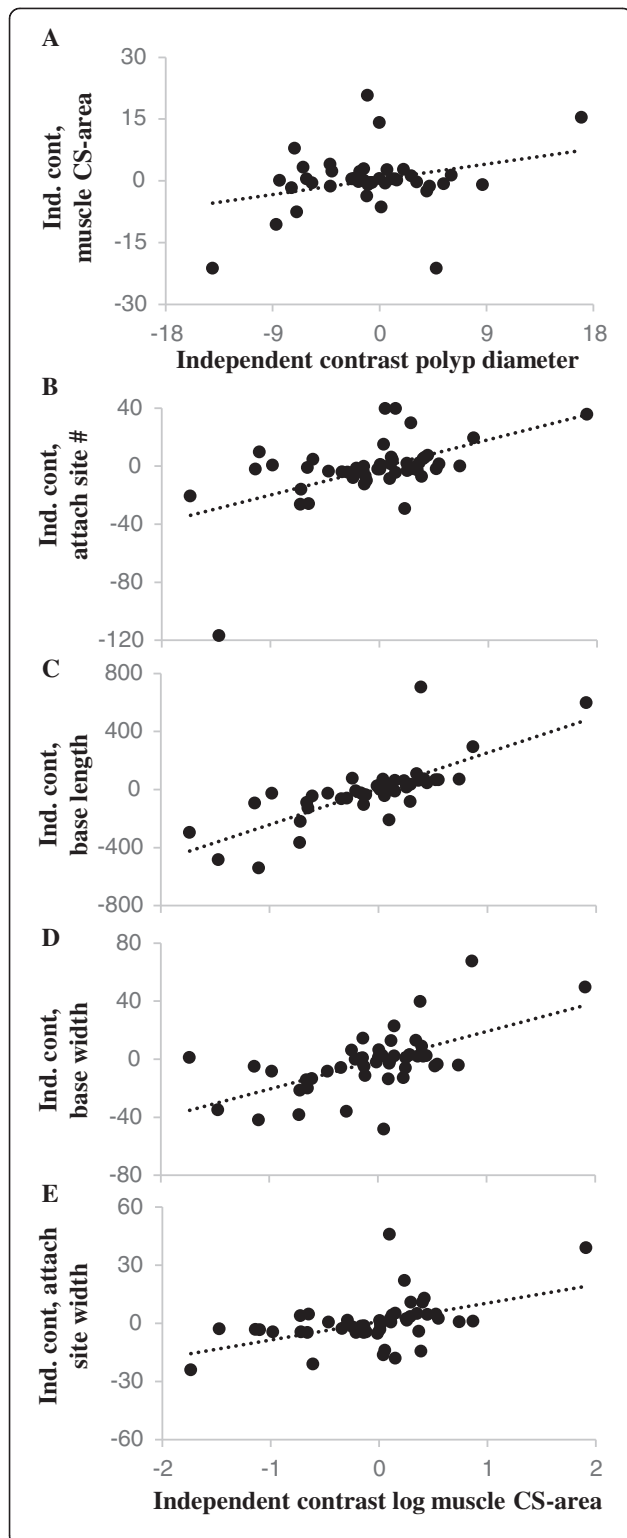 A
Ind. cont,
muscle CS-area
30
15
0
-15
-30
-18
-9
0
9
18
Independent contrast polyp diameter
B
Ind. cont,
attach site #
40
0
-40
-80
-120
C
Ind. cont,
base length
800
400
0
-400
-800
D
Ind. cont,
base width
80
40
0
-40
-80
E
Ind. cont, attach
site width
60
30
0
-30
-60
-2
-1
0
1
2
Independent contrast log muscle CS-area